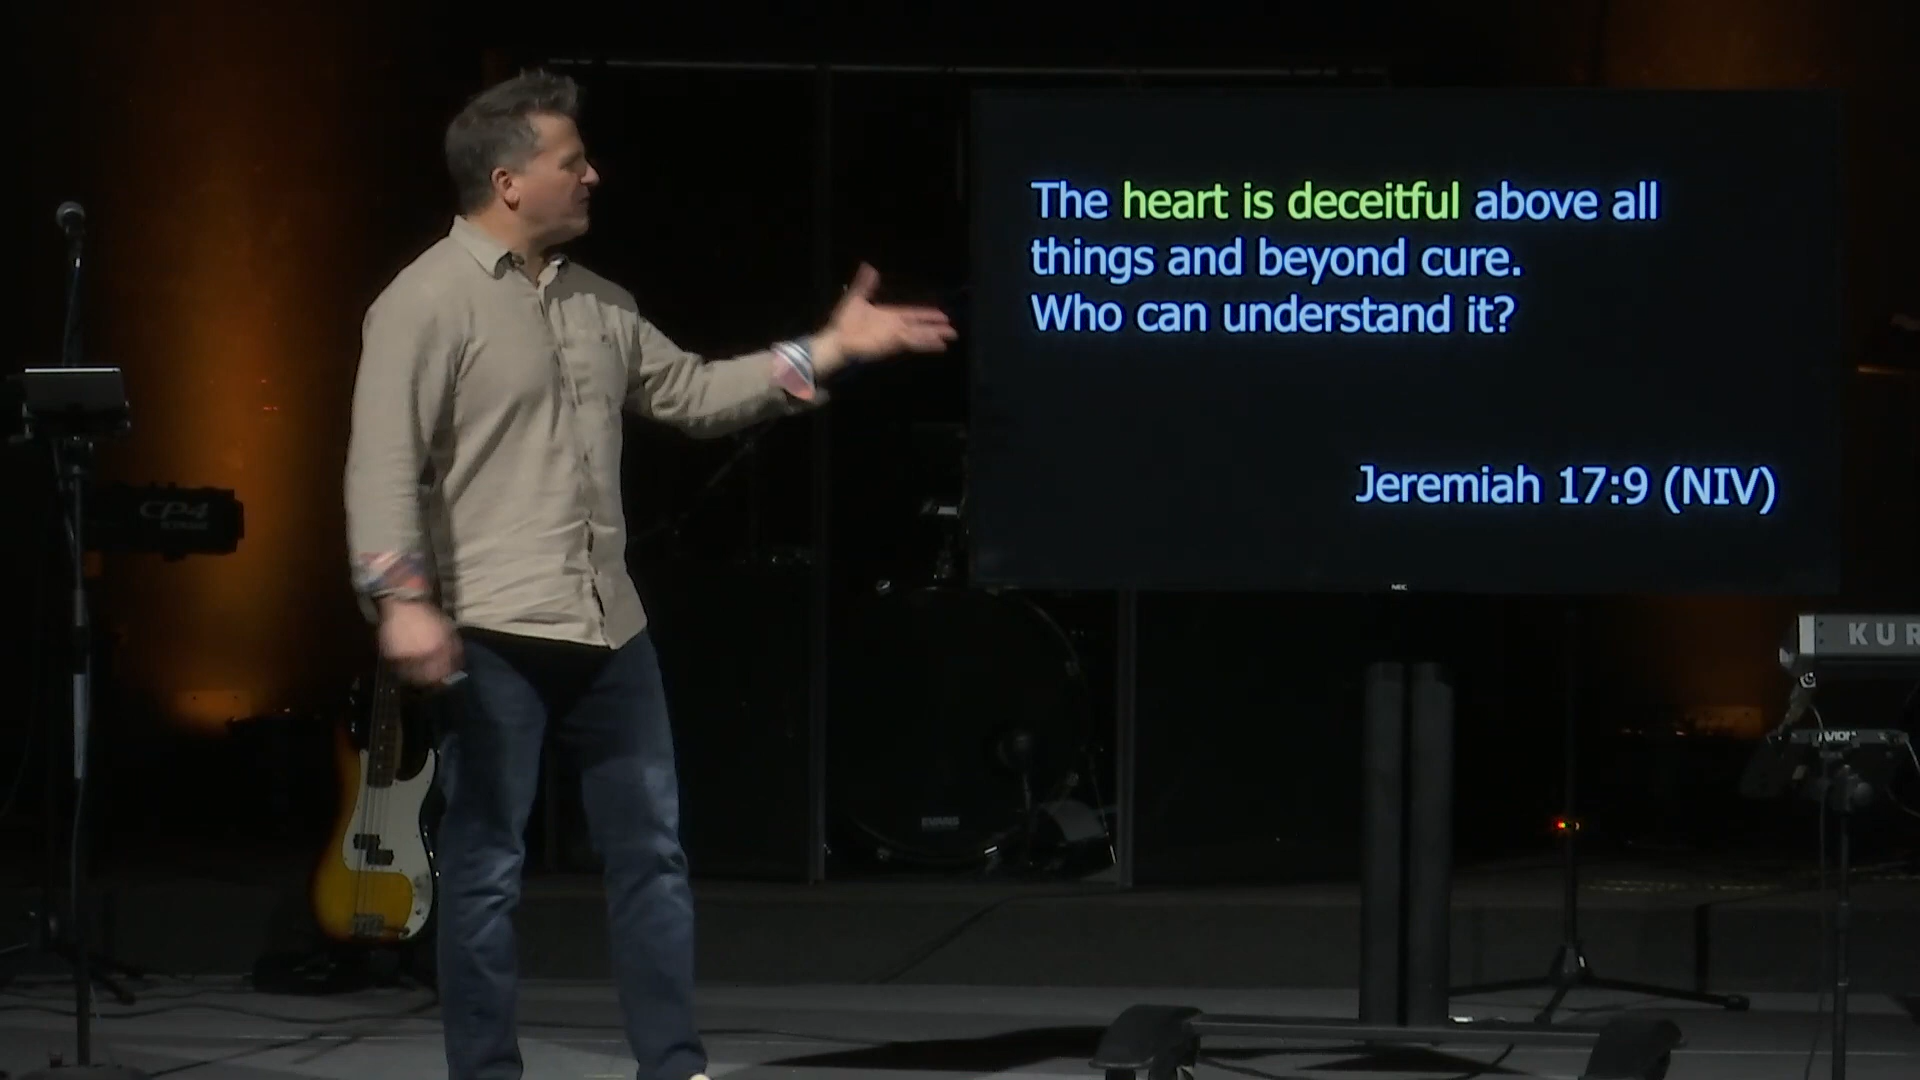 The heart is deceitful above all
things and beyond cure.
Who can understand it?
Jeremiah 17:9 (NIV)
NEC
CP4
KUR
EVANS